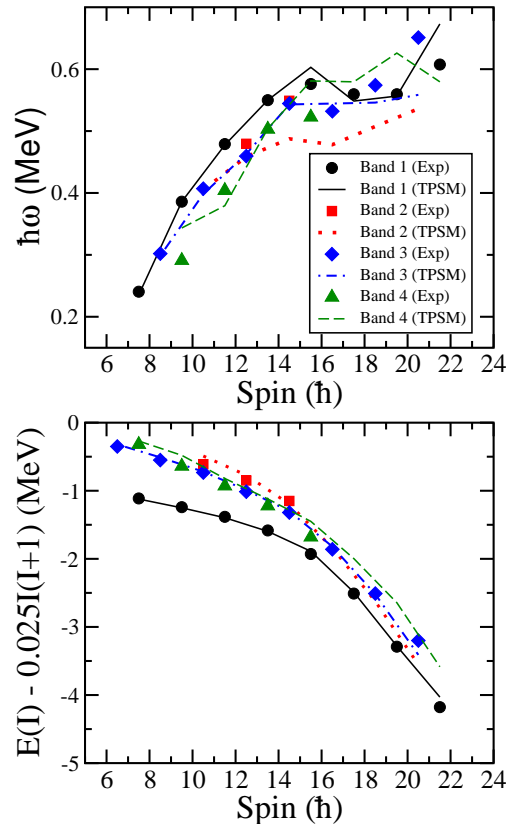 ħω (MeV)
0.6
0.4
0.2
Band 1 (Exp)
Band 1 (TPSM)
Band 2 (Exp)
Band 2 (TPSM)
Band 3 (Exp)
Band 3 (TPSM)
Band 4 (Exp)
Band 4 (TPSM)
6 8 10 12 14 16 18 20 22 24
Spin (ħ)
E(I) - 0.025I(I+1) (MeV)
0
-1
-2
-3
-4
-5
6 8 10 12 14 16 18 20 22 24
Spin (ħ)